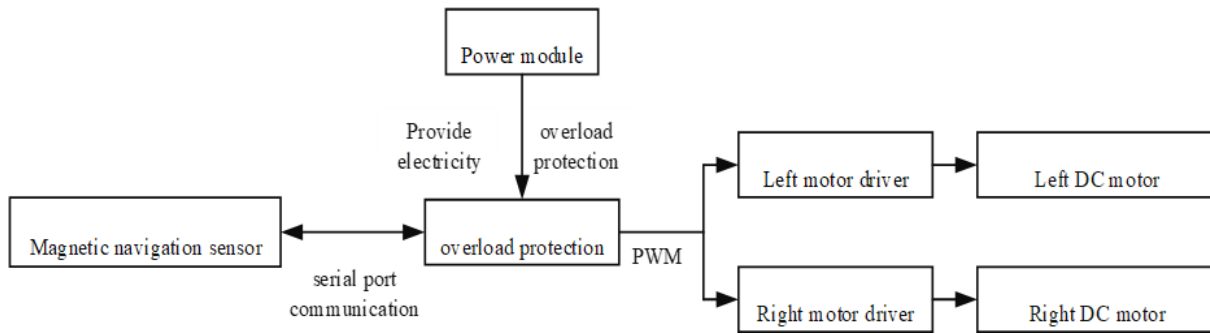 Power module
Provide
electricity
overload
protection
Left motor driver
Left DC motor
Magnetic navigation sensor
overload protection
PWM
serial port
communication
Right motor driver
Right DC motor